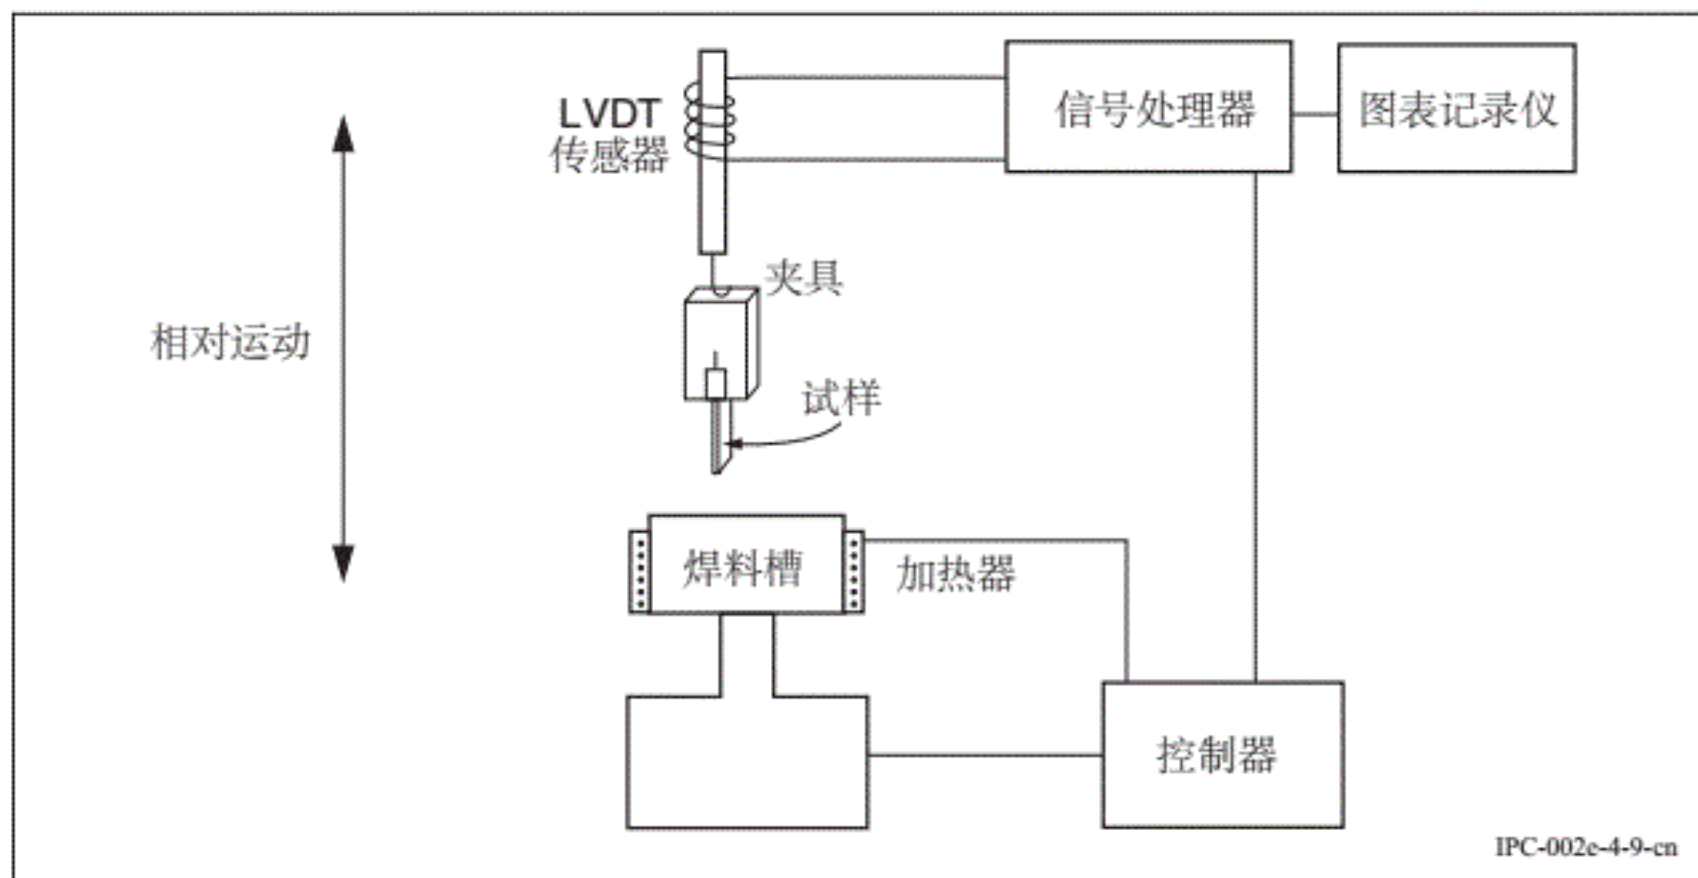 LVDT
传感器
信号处理器
图表记录仪
夹具
相对运动
试样
焊料槽
加热器
控制器
IPC-002e-4-9-cn